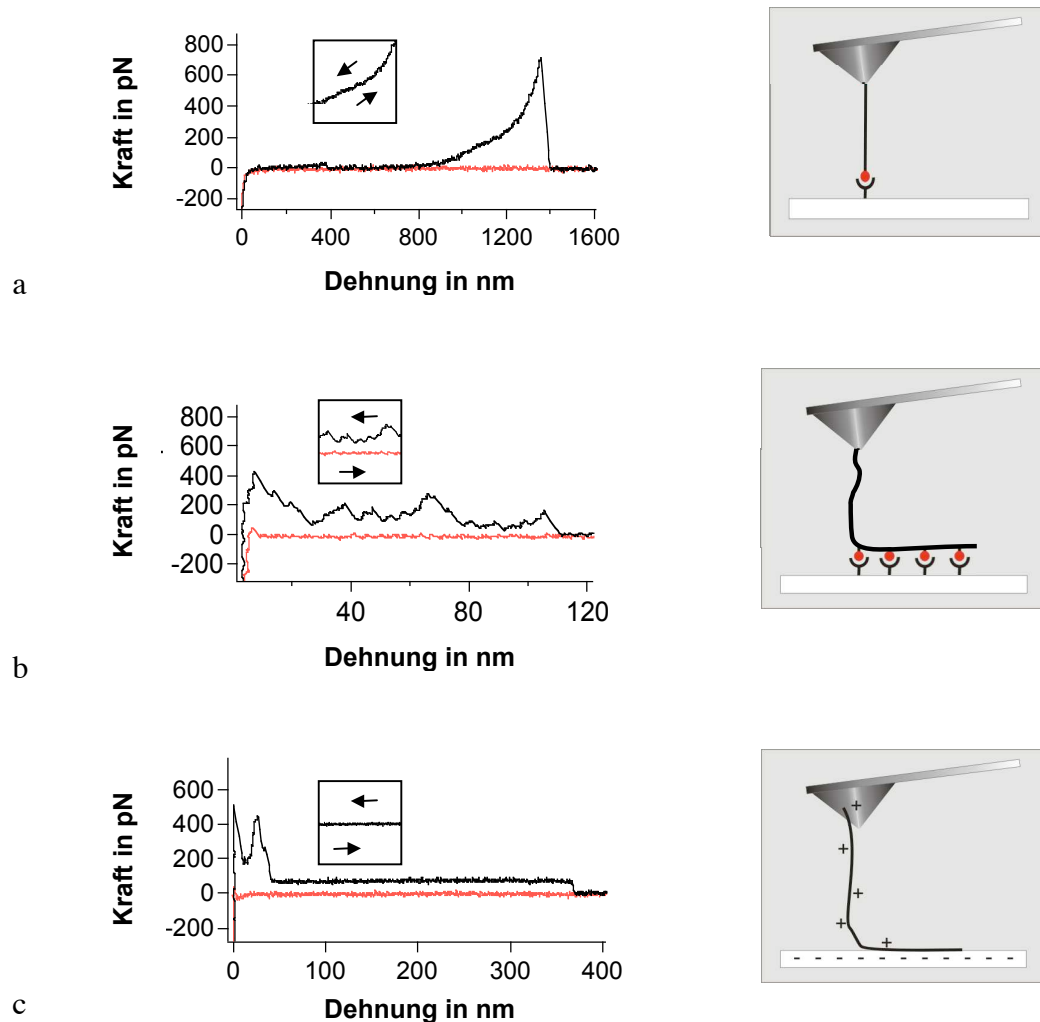 800
600
400
200
0
-200
Kraft in pN
0 400 800 1200 1600
Dehnung in nm
a
800
600
400
200
0
-200
Kraft in pN
40 80 120
Dehnung in nm
b
600
400
200
0
-200
Kraft in pN
0 100 200 300 400
Dehnung in nm
c
+
+
+
+
+
- - - - - - - - - - - -